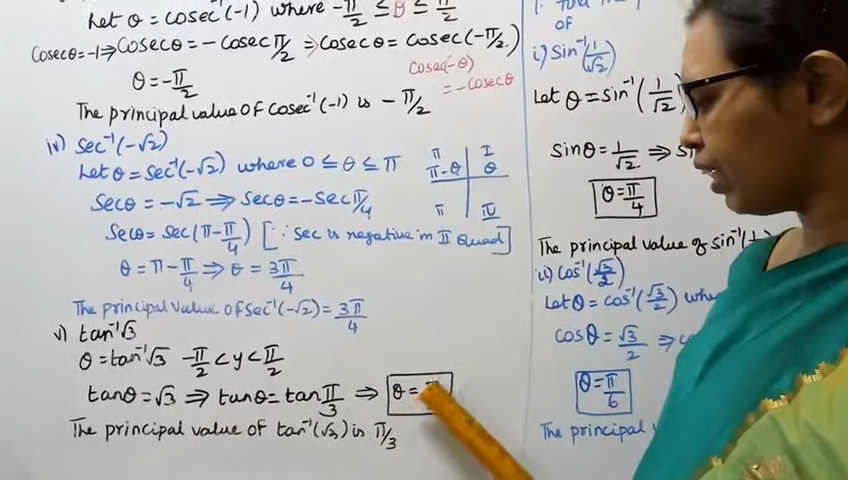 Let θ = cosec⁻¹(-1) where -π/2 ≤ θ ≤ π/2
Cosecθ = -1 ⇒ Cosecθ = - Cosec π/2 ⇒ Cosecθ = Cosec(-π/2)
θ = -π/2
Cosec(-θ)
= -Cosecθ
The principal value of cosec⁻¹(-1) is - π/2
iv) sec⁻¹(-√2)
Let θ = sec⁻¹(-√2) where 0 ≤ θ ≤ π
Secθ = -√2 ⇒ Secθ = -Sec π/4
Secθ = Sec(π - π/4) [∵ Sec is negative in II Quad]
θ = π - π/4 ⇒ θ = 3π/4
The principal value of Sec⁻¹(-√2) = 3π/4
II I
π-θ θ
IV
v) tan⁻¹√3
θ = tan⁻¹√3 -π/2 < y < π/2
tanθ = √3 ⇒ tanθ = tan π/3 ⇒ θ =
The principal value of tan⁻¹(√3) is π/3
of
i) Sin⁻¹(1/√2)
Let θ = Sin⁻¹(1/√2)
Sinθ = 1/√2 ⇒
θ = π/4
The principal value of sin⁻¹
ii) Cos⁻¹(√3/2)
Let θ = Cos⁻¹(√3/2)
Cosθ = √3/2 ⇒
θ = π/6
The principal